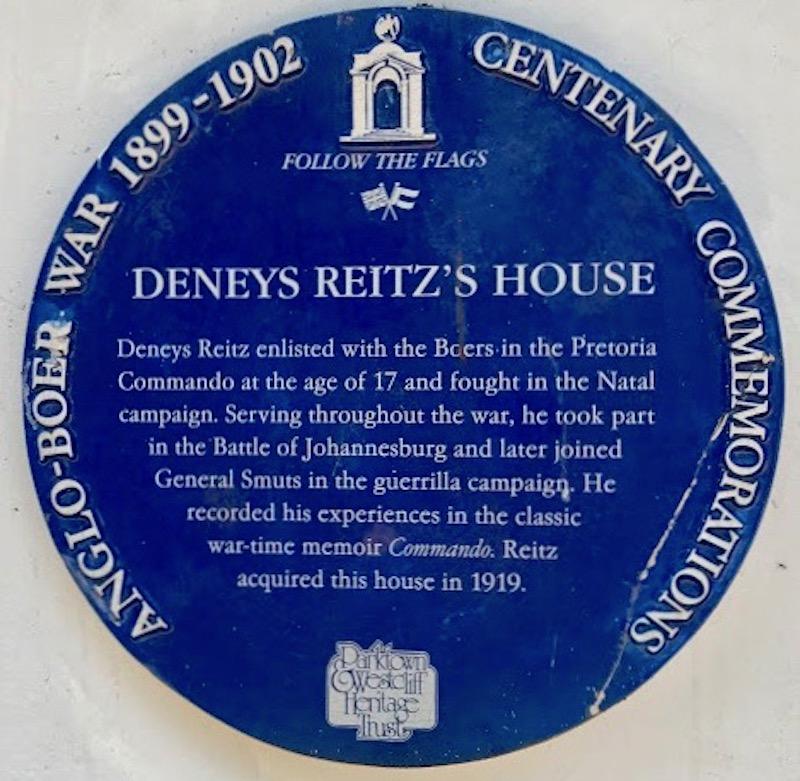 ANGLO-BOER WAR 1899-1902
CENTENARY COMMEMORATIONS
FOLLOW THE FLAGS
DENEYS REITZ'S HOUSE
Deneys Reitz enlisted with the Boers in the Pretoria
Commando at the age of 17 and fought in the Natal
campaign. Serving throughout the war, he took part
in the Battle of Johannesburg and later joined
General Smuts in the guerrilla campaign. He
recorded his experiences in the classic
war-time memoir Commando. Reitz
acquired this house in 1919.
Parktown
&Westcliff
Heritage
Trust